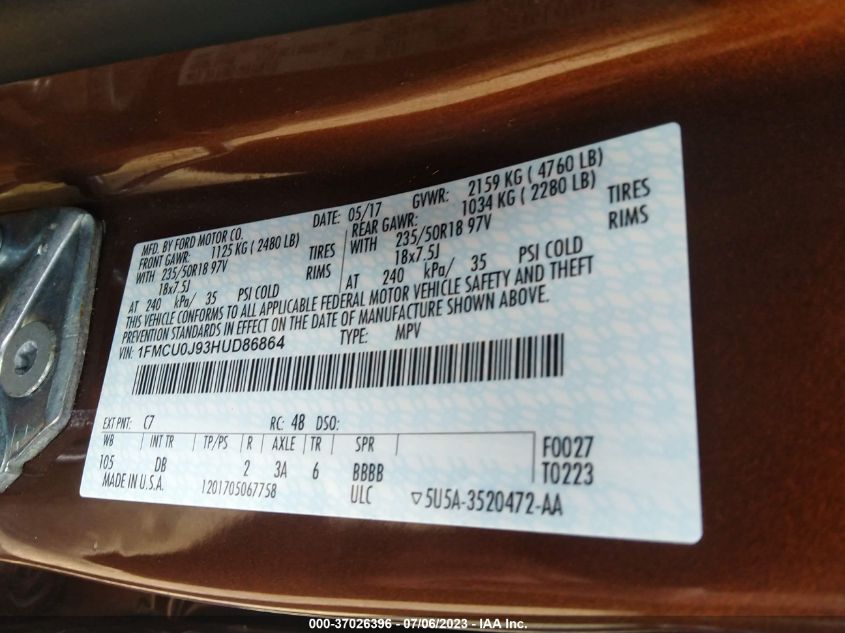 MFD. BY FORD MOTOR CO. DATE: 05/17 GVWR: 2159 KG ( 4760 LB)
FRONT GAWR: 1125 KG ( 2480 LB) REAR GAWR: 1034 KG ( 2280 LB)
WITH 235/50R18 97V TIRES WITH 235/50R18 97V TIRES
18x7.5J RIMS 18x7.5J RIMS
AT 240 kPa/ 35 PSI COLD AT 240 kPa/ 35 PSI COLD
THIS VEHICLE CONFORMS TO ALL APPLICABLE FEDERAL MOTOR VEHICLE SAFETY AND THEFT
PREVENTION STANDARDS IN EFFECT ON THE DATE OF MANUFACTURE SHOWN ABOVE.
VIN: 1FMCU0J93HUD86864 TYPE: MPV
EXT PNT: C7 RC: 48 DSO:
WB INT TR TP/PS R AXLE TR SPR F0027
105 DB 2 3A 6 BBBB T0223
MADE IN U.S.A. 1201705067758 ULC ▽5U5A-3520472-AA
000-37026396 - 07/06/2023 - IAA Inc.